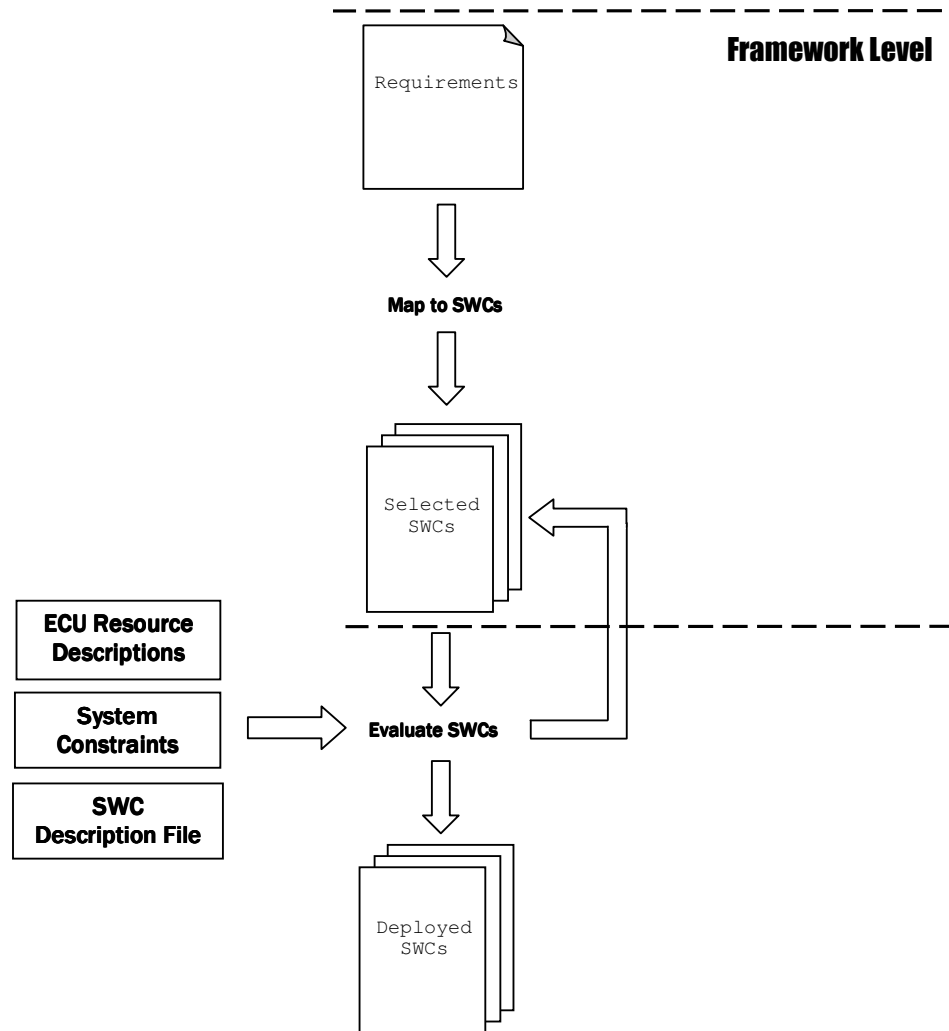 Framework Level
Requirements
Map to SWCs
Selected
SWCs
ECU Resource
Descriptions
System
Constraints
SWC
Description File
Evaluate SWCs
Deployed
SWCs